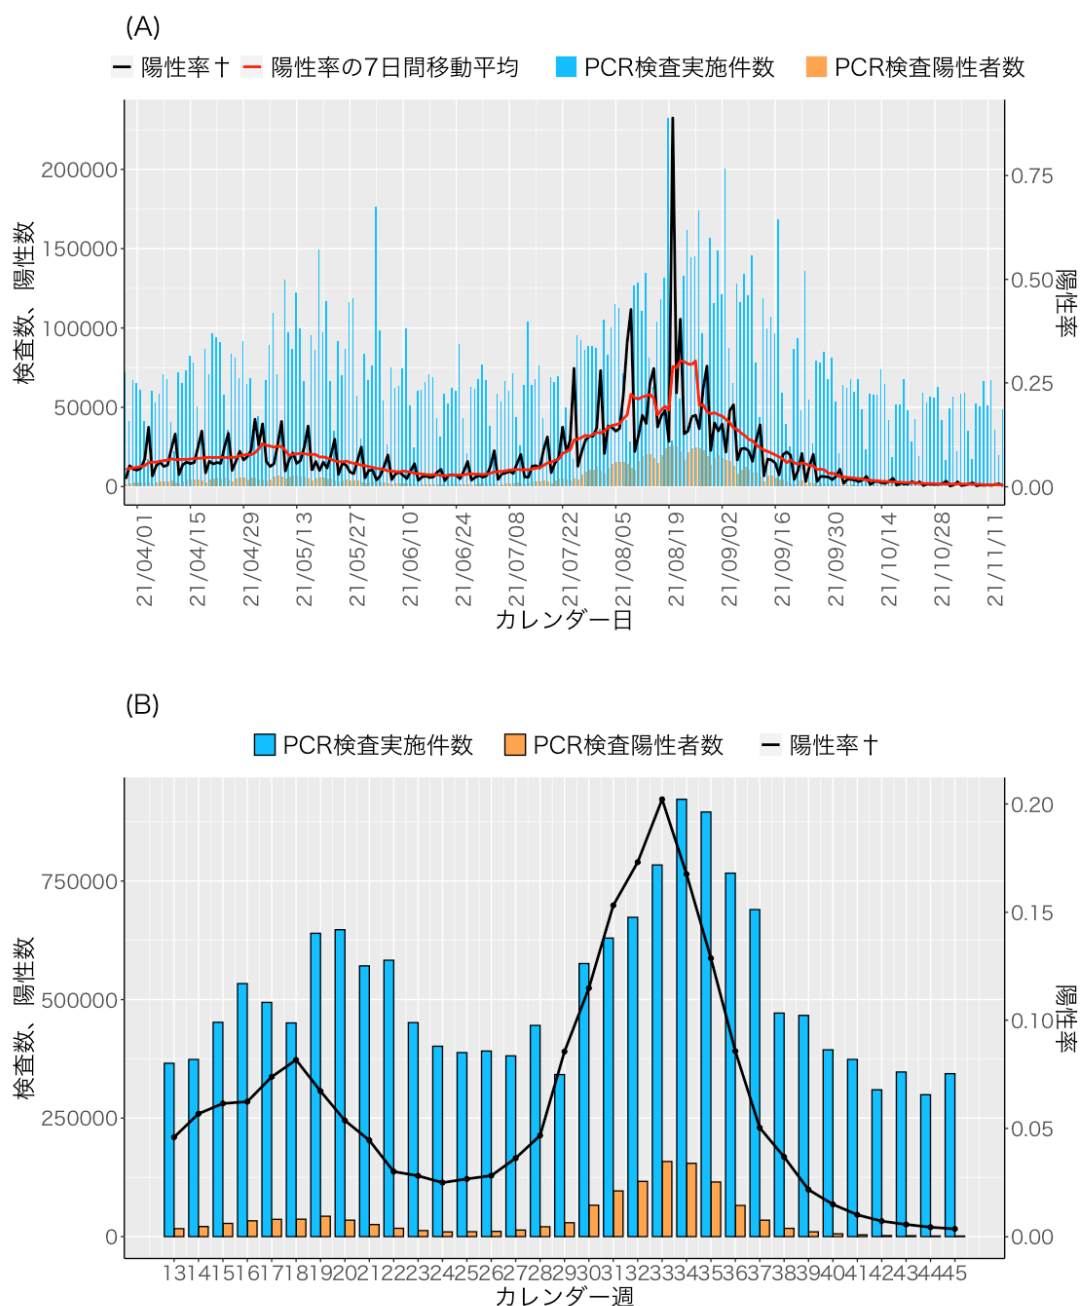 (A)
陽性率† 陽性率の7日間移動平均 PCR検査実施件数 PCR検査陽性者数
検査数、陽性数
200000
150000
100000
50000
0
0.75
0.50
0.25
0.00
陽性率
21/04/01 21/04/15 21/04/29 21/05/13 21/05/27 21/06/10 21/06/24 21/07/08 21/07/22 21/08/05 21/08/19 21/09/02 21/09/16 21/09/30 21/10/14 21/10/28 21/11/11
カレンダー日
(B)
PCR検査実施件数 PCR検査陽性者数 陽性率†
検査数、陽性数
750000
500000
250000
0
0.20
0.15
0.10
0.05
0.00
陽性率
13 14 15 16 17 18 19 20 21 22 23 24 25 26 27 28 29 30 31 32 33 34 35 36 37 38 39 40 41 42 43 44 45
カレンダー週